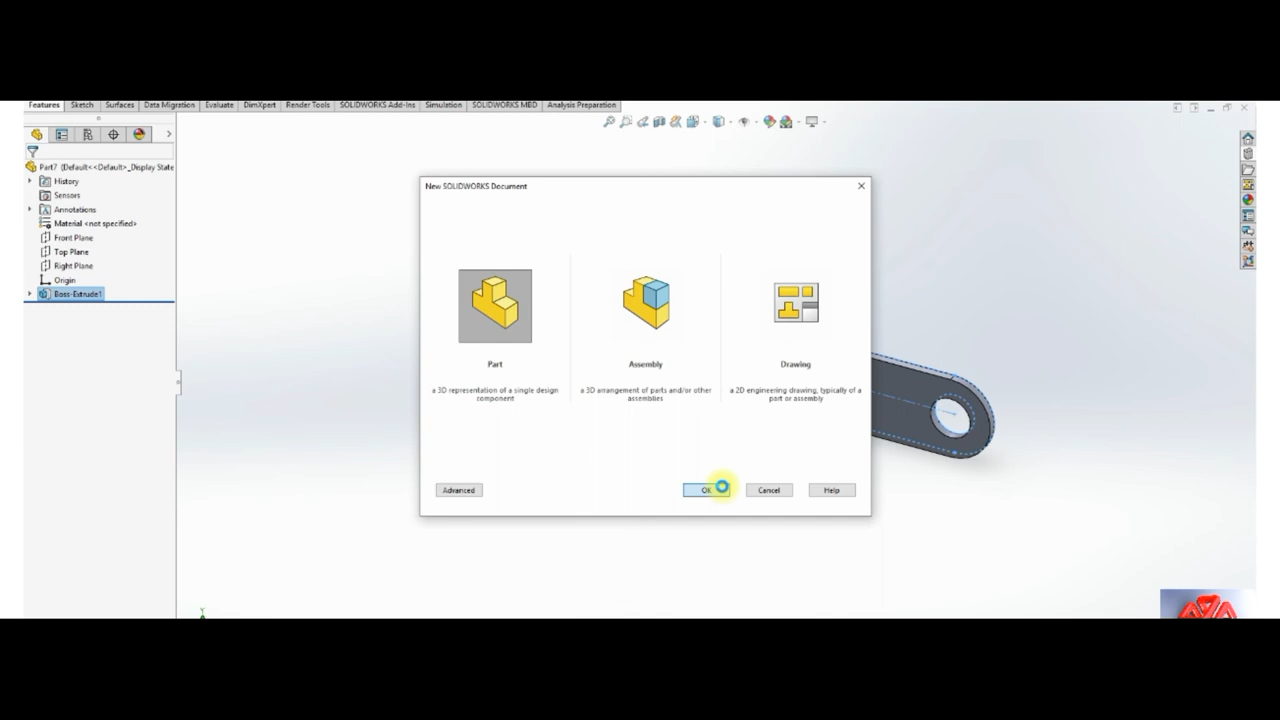 Features Sketch Surfaces Data Migration Evaluate DimXpert Render Tools SOLIDWORKS Add-Ins Simulation SOLIDWORKS MBD Analysis Preparation
Part7 (Default<<Default>_Display State
History
Sensors
Annotations
Material <not specified>
Front Plane
Top Plane
Right Plane
Origin
Boss-Extrude1
New SOLIDWORKS Document
Part Assembly Drawing
a 3D representation of a single design component
a 3D arrangement of parts and/or other assemblies
a 2D engineering drawing, typically of a part or assembly
Advanced OK Cancel Help
Y